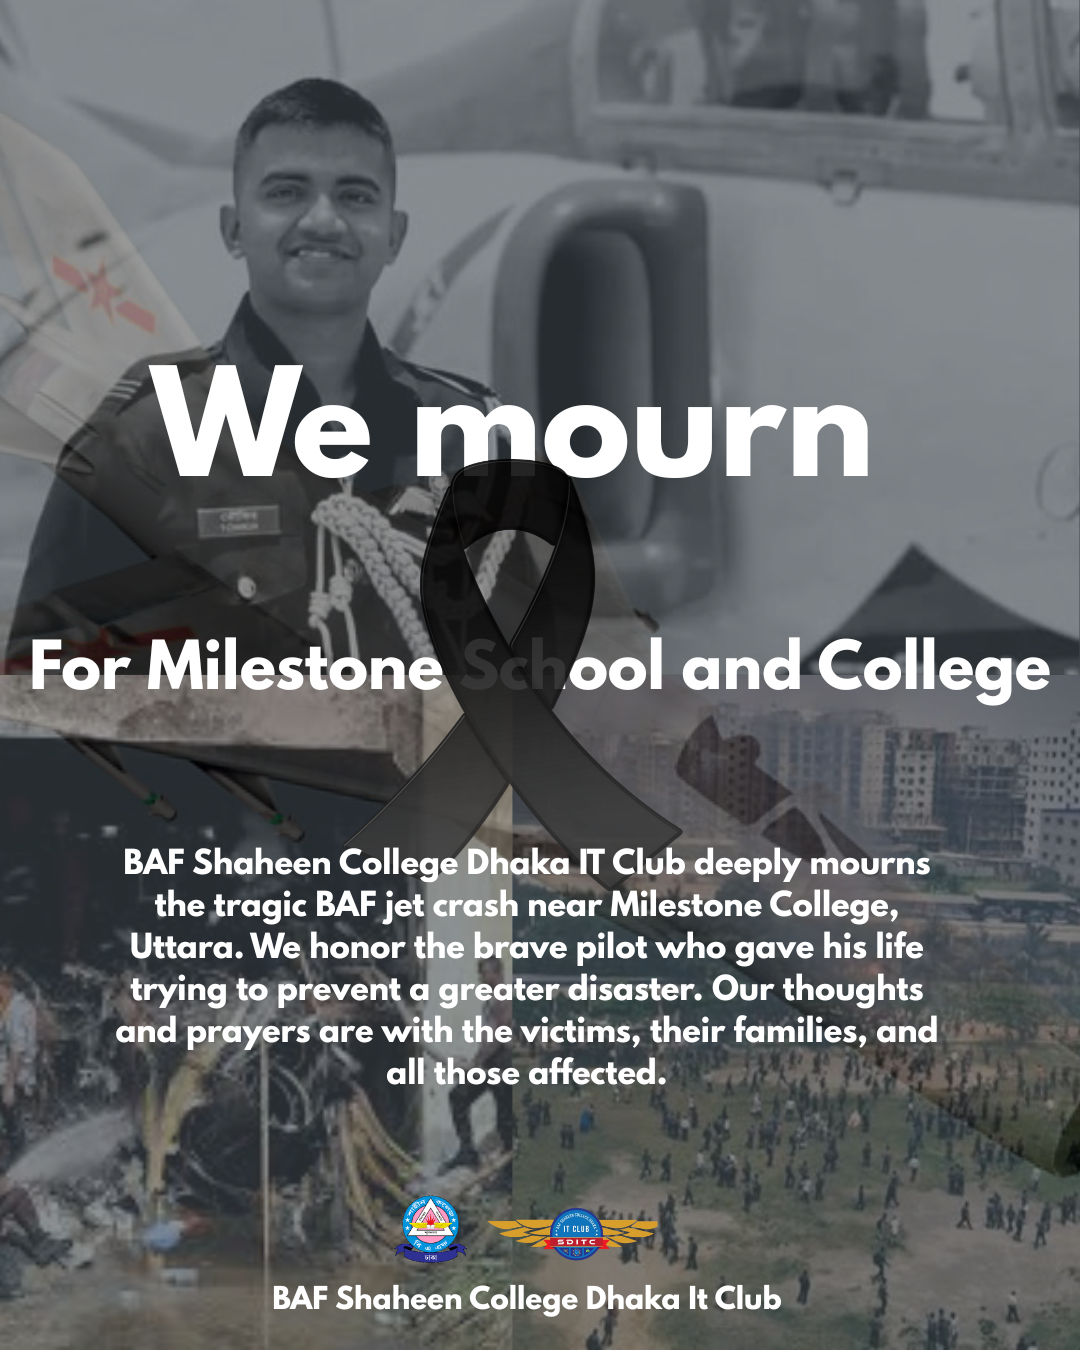 We mourn
For Milestone School and College
BAF Shaheen College Dhaka IT Club deeply mourns
the tragic BAF jet crash near Milestone College,
Uttara. We honor the brave pilot who gave his life
trying to prevent a greater disaster. Our thoughts
and prayers are with the victims, their families, and
all those affected.
ঢাকা
IT CLUB
SDITC
BAF Shaheen College Dhaka It Club